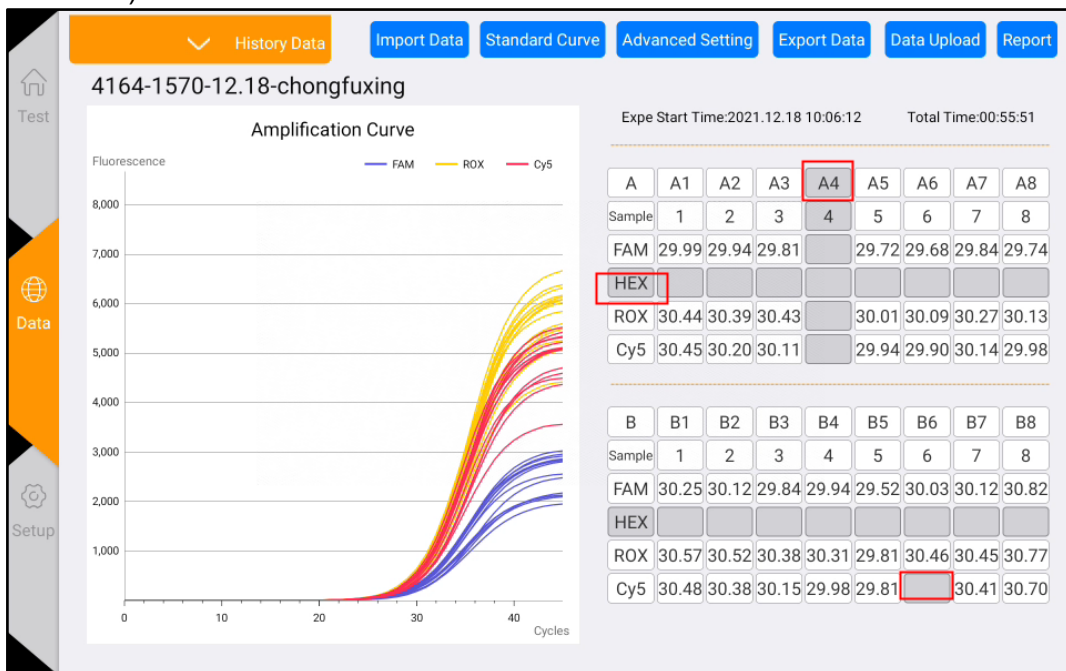 History Data
Import Data
Standard Curve
Advanced Setting
Export Data
Data Upload
Report
Test
Data
Setup
4164-1570-12.18-chongfuxing
Amplification Curve
Fluorescence
FAM ROX Cy5
8,000
7,000
6,000
5,000
4,000
3,000
2,000
1,000
0 10 20 30 40
Cycles
Expe Start Time:2021.12.18 10:06:12 Total Time:00:55:51
A A1 A2 A3 A4 A5 A6 A7 A8
Sample 1 2 3 4 5 6 7 8
FAM 29.99 29.94 29.81 29.72 29.68 29.84 29.74
HEX
ROX 30.44 30.39 30.43 30.01 30.09 30.27 30.13
Cy5 30.45 30.20 30.11 29.94 29.90 30.14 29.98
B B1 B2 B3 B4 B5 B6 B7 B8
Sample 1 2 3 4 5 6 7 8
FAM 30.25 30.12 29.84 29.94 29.52 30.03 30.12 30.82
HEX
ROX 30.57 30.52 30.38 30.31 29.81 30.46 30.45 30.77
Cy5 30.48 30.38 30.15 29.98 29.81 30.41 30.70